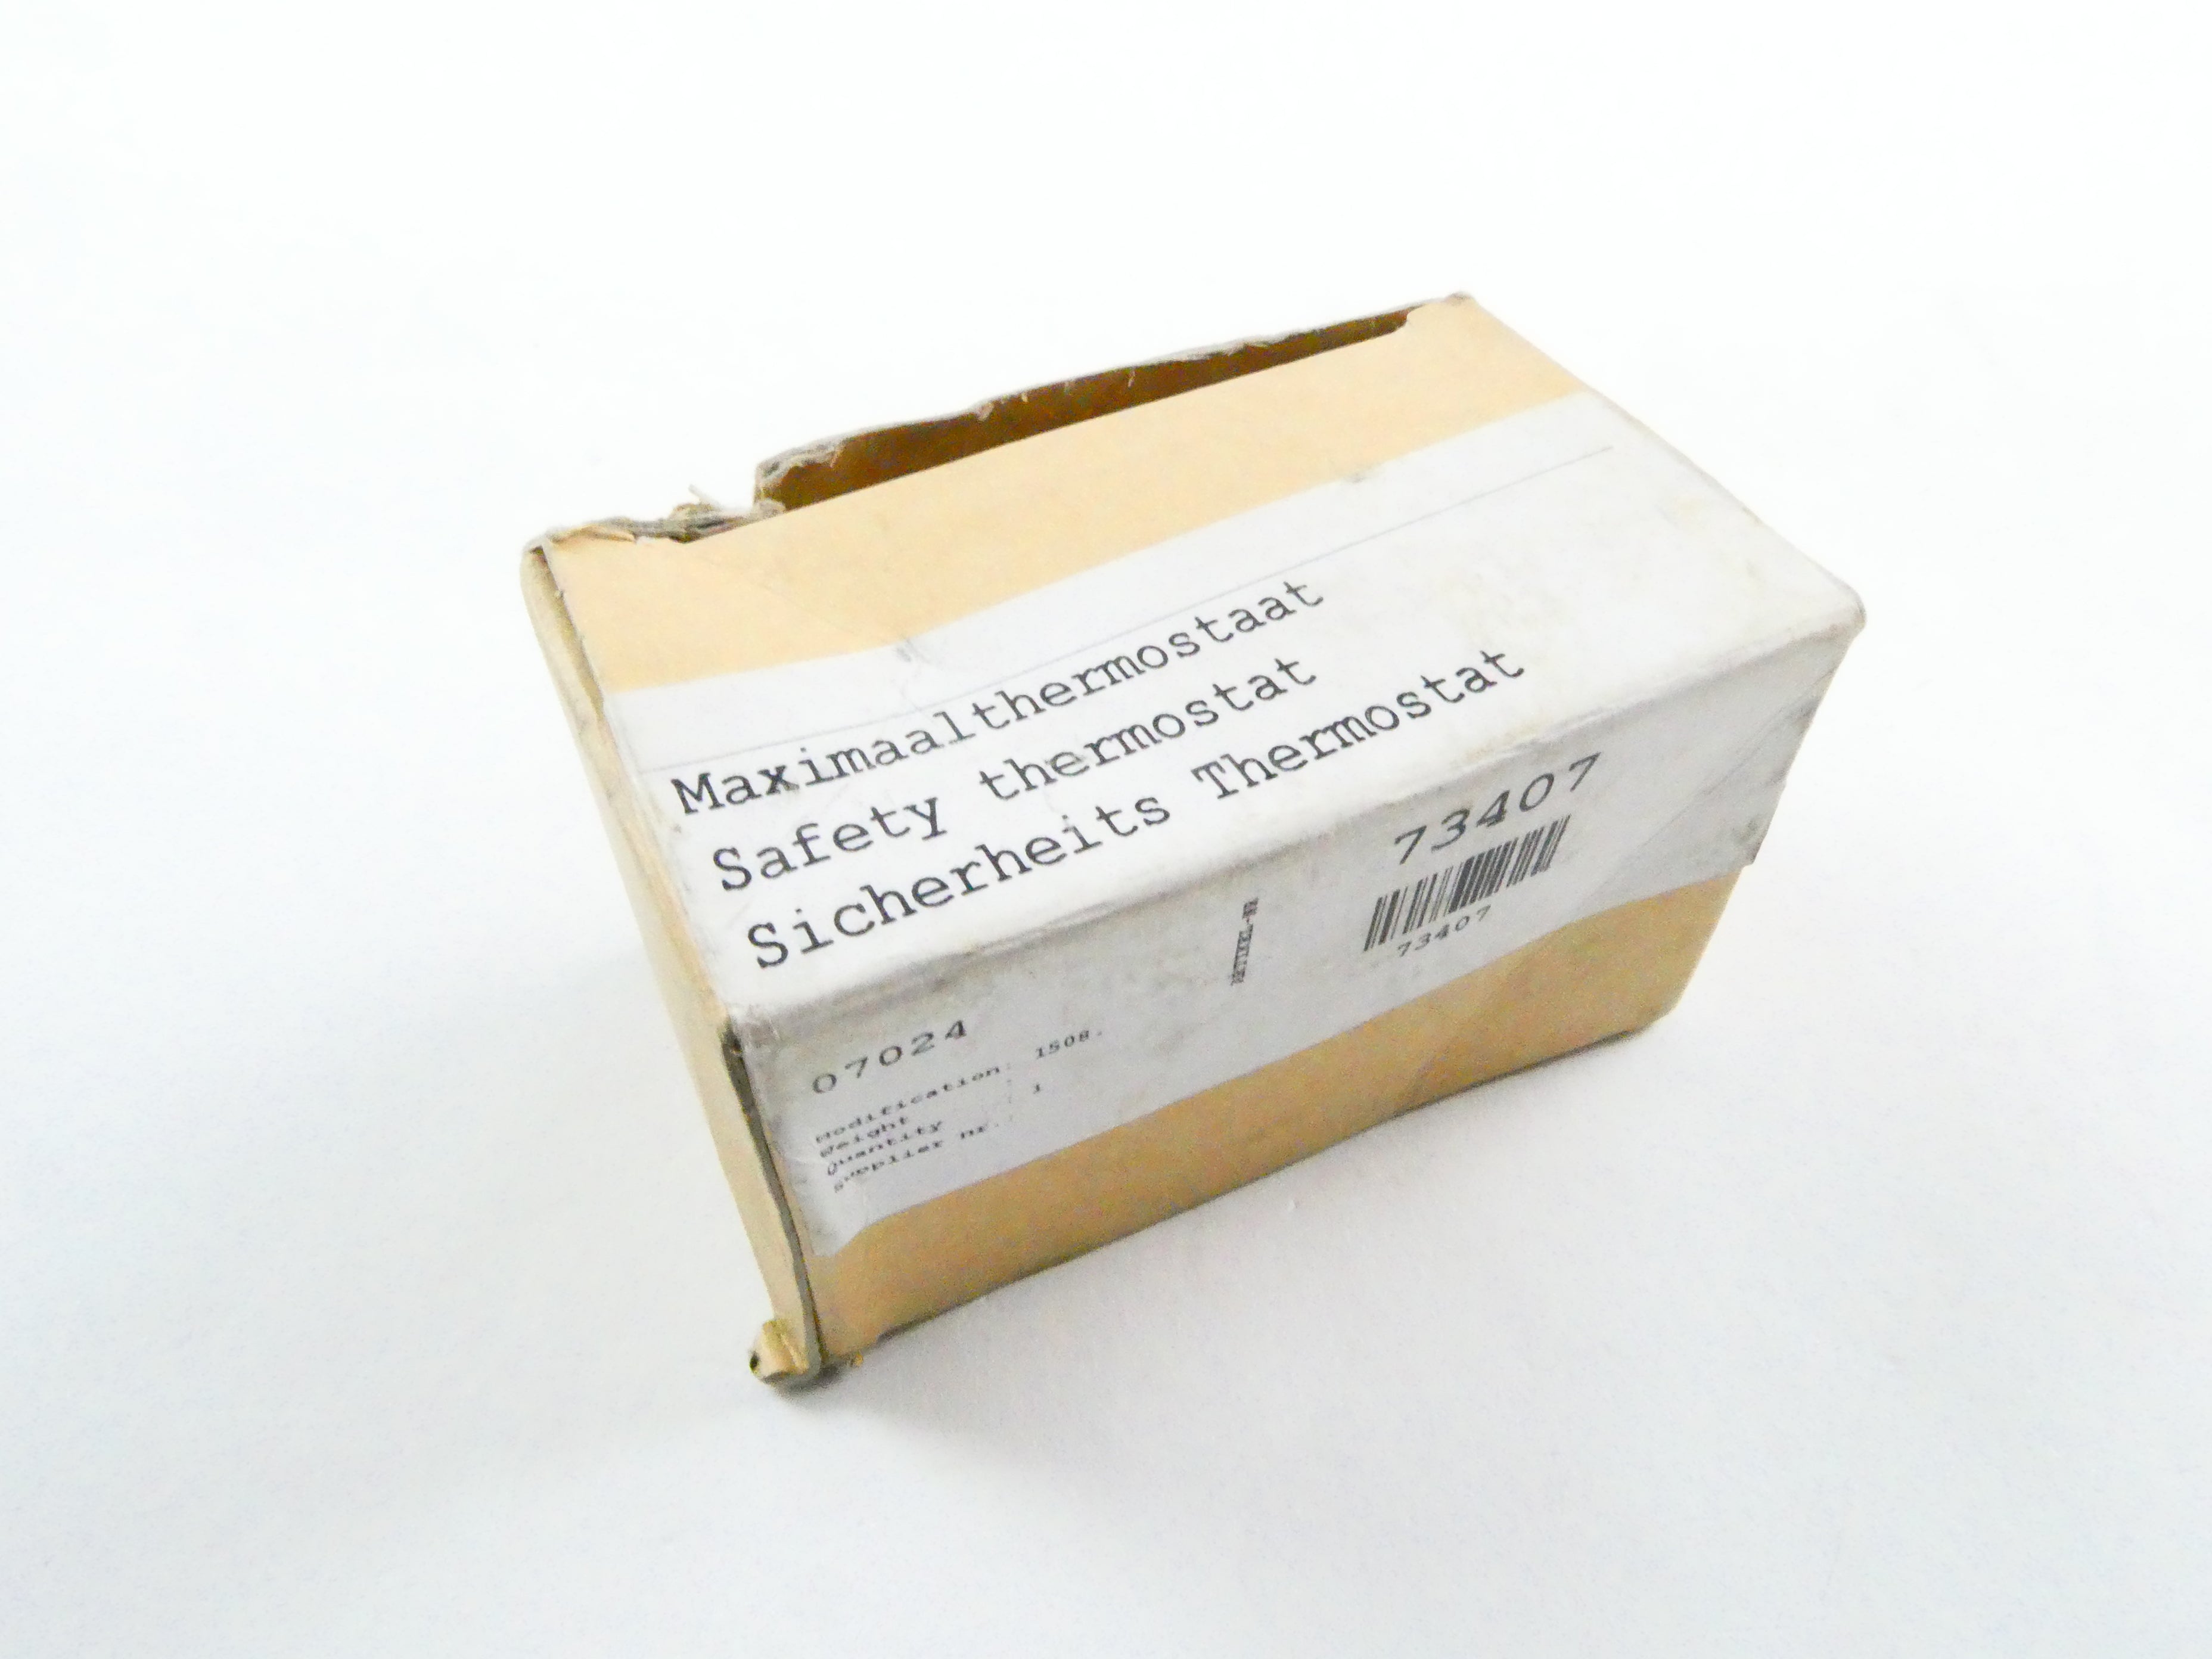 Maximaalthermostaat
Safety thermostat
Sicherheits Thermostat
73407
73407
07024
Modification: 1508.
Weight :
Quantity : 1
Supplier nr. :